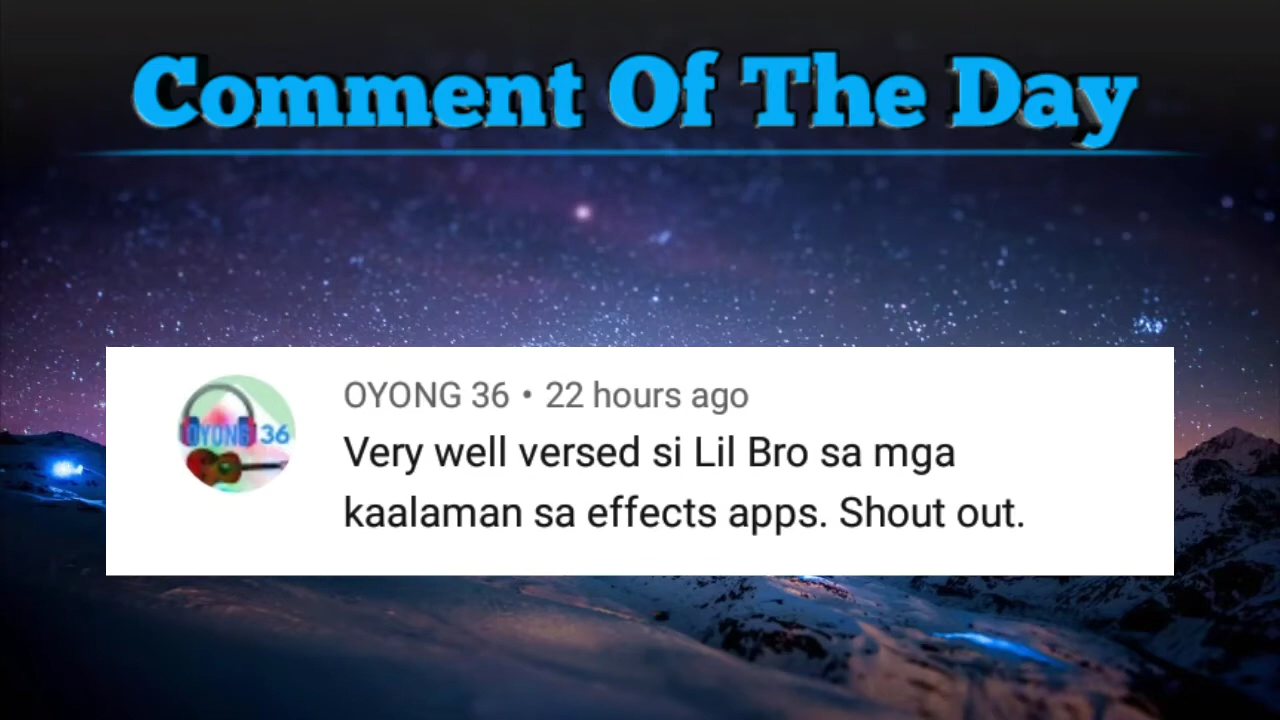 Comment Of The Day
OYONG 36 • 22 hours ago
OYONG 36
Very well versed si Lil Bro sa mga
kaalaman sa effects apps. Shout out.